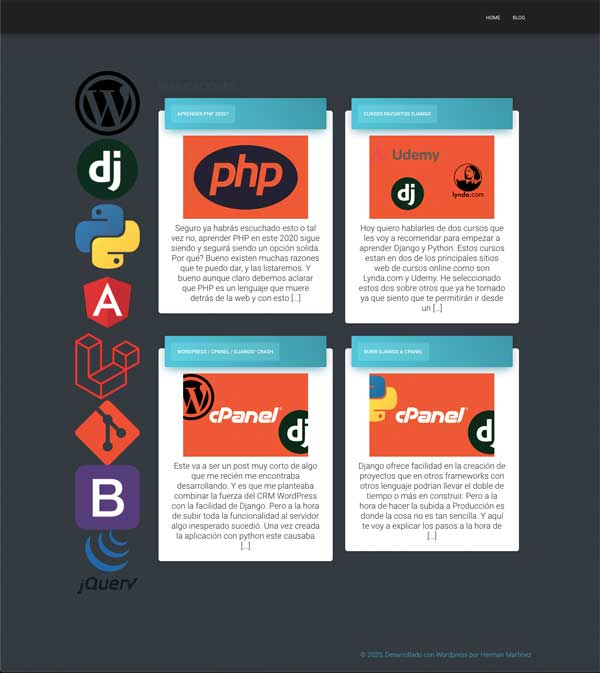 HOME BLOG
PUBLICACIONES
APRENDER PHP 2020?
php
Seguro ya habrás escuchado esto o tal
vez no, aprender PHP en este 2020 sigue
siendo y seguirá siendo un opción solida.
Por qué? Bueno existen muchas razones
que te puedo dar, y las listaremos. Y
bueno aunque claro debemos aclarar
que PHP es un lenguaje que muere
detrás de la web y con esto [...]
CURSOS FAVORITOS DJANGO
Udemy
dj
lynda.com
Hoy quiero hablarles de dos cursos que
les voy a recomendar para empezar a
aprender Django y Python. Estos cursos
estan en dos de los principales sitios
web de cursos online como son
Lynda.com y Udemy. He seleccionado
estos dos sobre otros que ya he tomado
ya que siento que te permitirán ir desde
un [...]
WORDPRESS / CPANEL / DJANGO/ CRASH
W
cPanel
dj
Este va a ser un post muy corto de algo
que me recién me encontraba
desarrollando. Y es que me planteaba
combinar la fuerza del CRM WordPress
con la facilidad de Django. Pero a la hora
de subir toda la funcionalidad al servidor
algo inesperado sucedió. Una vez creada
la aplicación con python este causaba
[...]
SUBIR DJANGO A CPANEL
cPanel
dj
Django ofrece facilidad en la creación de
proyectos que en otros frameworks con
otros lenguaje podrían llevar el doble de
tiempo o más en construir. Pero a la
hora de hacer la subida a Producción es
donde la cosa no es tan sencilla. Y aquí
te voy a explicar los pasos a la hora de
[...]
W
dj
A
B
jQuery
© 2020, Desarrollado con Wordpress por Herman Martinez